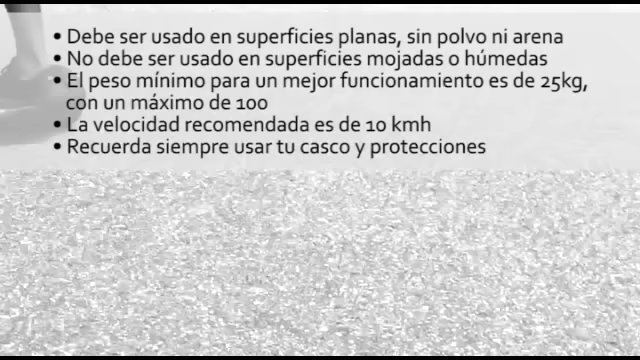 • Debe ser usado en superficies planas, sin polvo ni arena
• No debe ser usado en superficies mojadas o húmedas
• El peso mínimo para un mejor funcionamiento es de 25kg,
con un máximo de 100
• La velocidad recomendada es de 10 kmh
• Recuerda siempre usar tu casco y protecciones